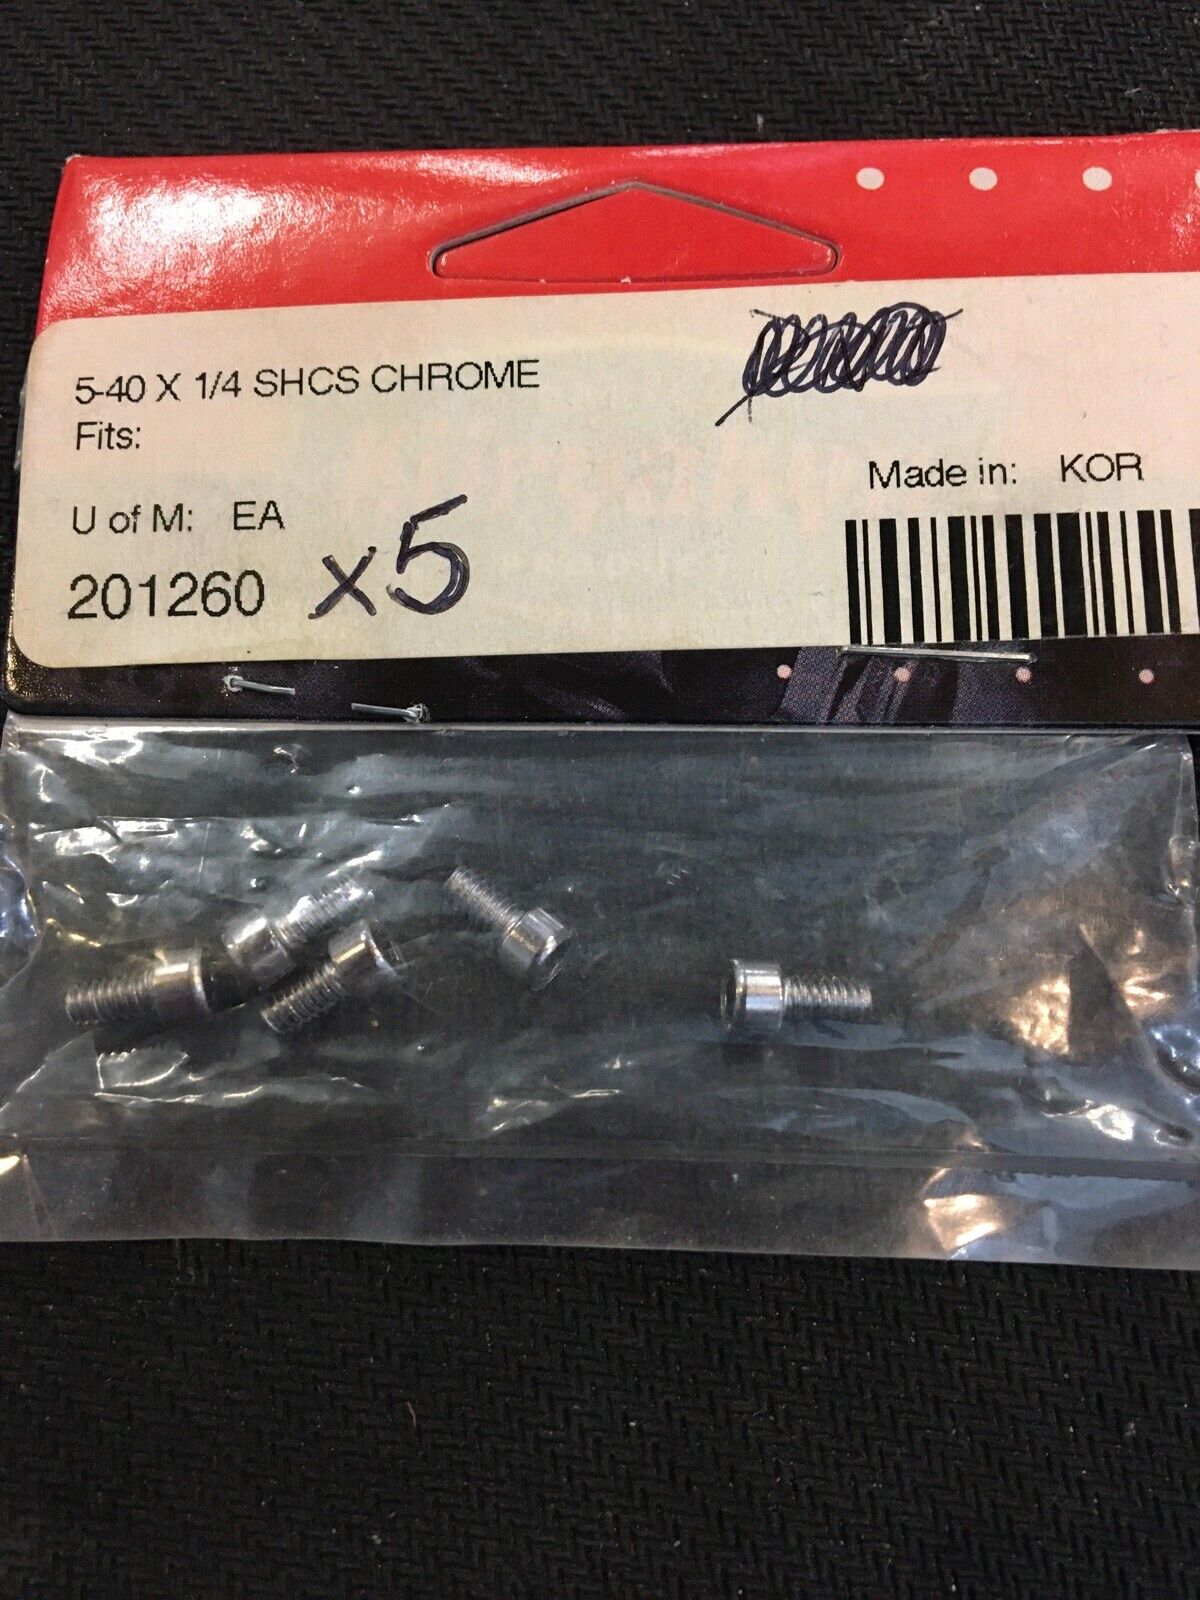 5-40 X 1/4 SHCS CHROME
Fits:
Made in: KOR
U of M: EA
201260 x5